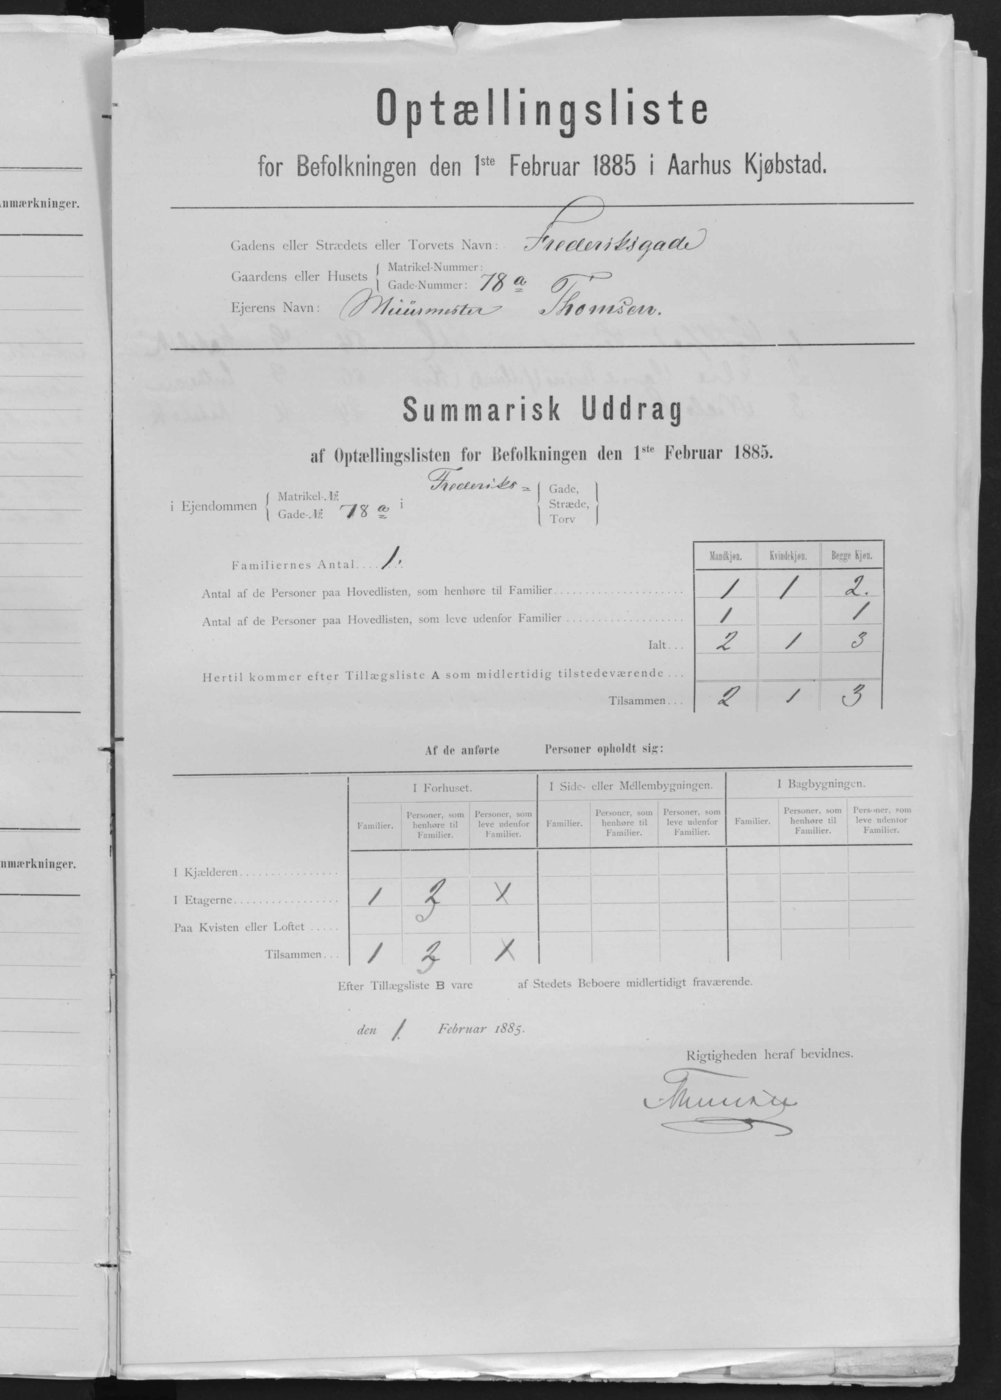 nmærkninger.
nmærkninger.
Optællingsliste
for Befolkningen den 1ste Februar 1885 i Aarhus Kjøbstad.
Gadens eller Strædets eller Torvets Navn: Frederiksgade
Gaardens eller Husets { Matrikel-Nummer:
Gade-Nummer: 78 a
Ejerens Navn: Muurmester Thomsen.
Summarisk Uddrag
af Optællingslisten for Befolkningen den 1ste Februar 1885.
i Ejendommen { Matrikel-№ Gade-№ 78 a i Frederiks= { Gade, Stræde, Torv }
Mandkjøn. Kvindekjøn. Begge Kjøn.
Familiernes Antal.... 1.
Antal af de Personer paa Hovedlisten, som henhøre til Familier 1 1 2.
Antal af de Personer paa Hovedlisten, som leve udenfor Familier 1 1
Ialt... 2 1 3
Hertil kommer efter Tillægsliste A som midlertidig tilstedeværende ...
Tilsammen... 2 1 3
Af de anførte Personer opholdt sig:
I Forhuset. I Side- eller Mellembygningen. I Bagbygningen.
Familier. Personer, som henhøre til Familier. Personer, som leve udenfor Familier. Familier. Personer, som henhøre til Familier. Personer, som leve udenfor Familier. Familier. Personer, som henhøre til Familier. Personer, som leve udenfor Familier.
I Kjælderen
I Etagerne 1
Paa Kvisten eller Loftet
Tilsammen... 1
Efter Tillægsliste B vare af Stedets Beboere midlertidigt fraværende.
den 1. Februar 1885.
Rigtigheden heraf bevidnes.